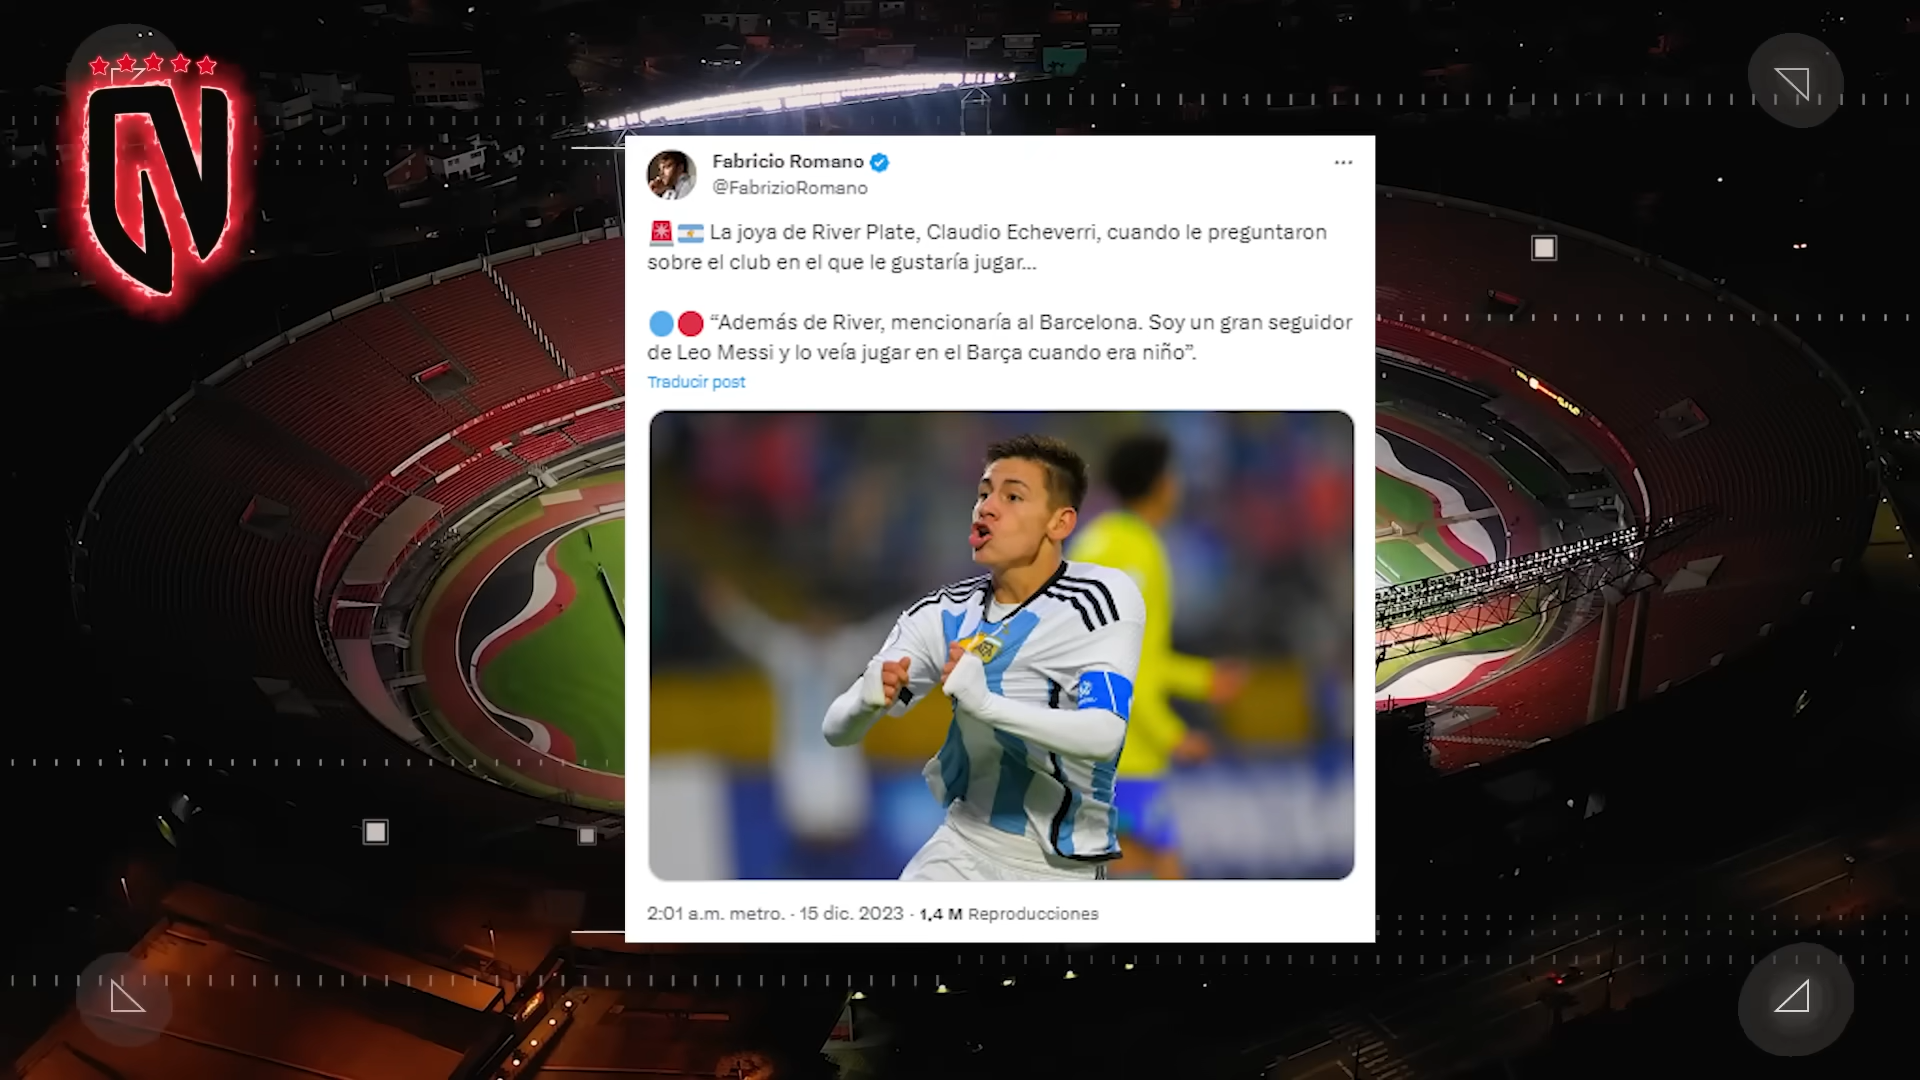 Fabricio Romano
@FabrizioRomano
La joya de River Plate, Claudio Echeverri, cuando le preguntaron
sobre el club en el que le gustaría jugar...
“Además de River, mencionaría al Barcelona. Soy un gran seguidor
de Leo Messi y lo veía jugar en el Barça cuando era niño”.
Traducir post
AFA
2:01 a.m. metro. · 15 dic. 2023 · 1,4 M Reproducciones